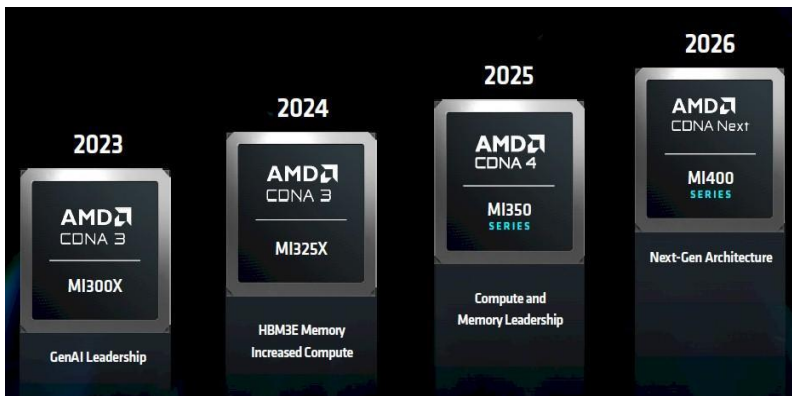 2023
AMD
CDNA 3
MI300X
GenAI Leadership
2024
AMD
CDNA 3
MI325X
HBM3E Memory
Increased Compute
2025
AMD
CDNA 4
MI350
SERIES
Compute and
Memory Leadership
2026
AMD
CDNA Next
MI400
SERIES
Next-Gen Architecture